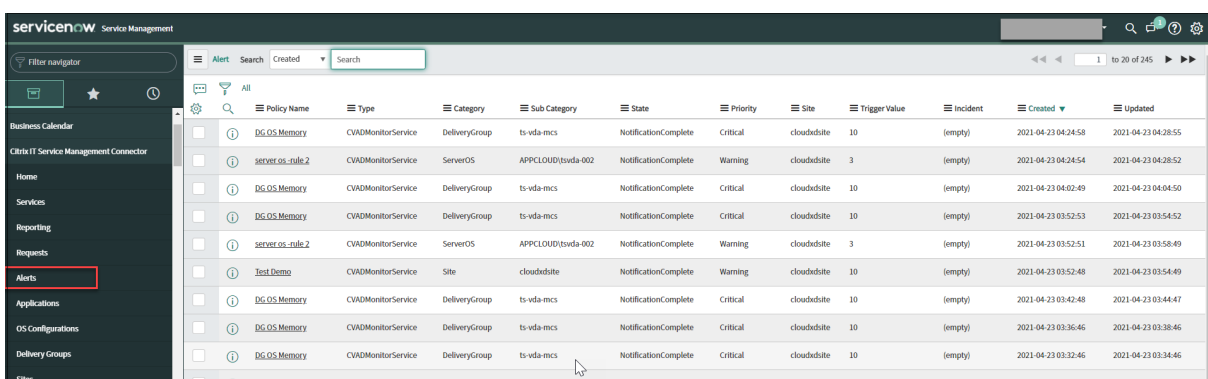 servicenow Service Management
1
Filter navigator
Alert Search Created Search
1 to 20 of 245
All
Policy Name Type Category Sub Category State Priority Site Trigger Value Incident Created Updated
Business Calendar
DG OS Memory CVADMonitorService DeliveryGroup ts-vda-mcs NotificationComplete Critical cloudxdsite 10 (empty) 2021-04-23 04:24:58 2021-04-23 04:28:55
Citrix IT Service Management Connector
server os -rule 2 CVADMonitorService ServerOS APPCLOUD\tsvda-002 NotificationComplete Warning cloudxdsite 3 (empty) 2021-04-23 04:24:54 2021-04-23 04:28:52
Home
DG OS Memory CVADMonitorService DeliveryGroup ts-vda-mcs NotificationComplete Critical cloudxdsite 10 (empty) 2021-04-23 04:02:49 2021-04-23 04:04:50
Services
DG OS Memory CVADMonitorService DeliveryGroup ts-vda-mcs NotificationComplete Critical cloudxdsite 10 (empty) 2021-04-23 03:52:53 2021-04-23 03:54:52
Reporting
Requests
server os -rule 2 CVADMonitorService ServerOS APPCLOUD\tsvda-002 NotificationComplete Warning cloudxdsite 3 (empty) 2021-04-23 03:52:51 2021-04-23 03:58:49
Alerts
Test Demo CVADMonitorService Site cloudxdsite NotificationComplete Warning cloudxdsite 10 (empty) 2021-04-23 03:52:48 2021-04-23 03:54:49
Applications
DG OS Memory CVADMonitorService DeliveryGroup ts-vda-mcs NotificationComplete Critical cloudxdsite 10 (empty) 2021-04-23 03:42:48 2021-04-23 03:44:47
OS Configurations
DG OS Memory CVADMonitorService DeliveryGroup ts-vda-mcs NotificationComplete Critical cloudxdsite 10 (empty) 2021-04-23 03:36:46 2021-04-23 03:38:46
Delivery Groups
DG OS Memory CVADMonitorService DeliveryGroup ts-vda-mcs NotificationComplete Critical cloudxdsite 10 (empty) 2021-04-23 03:32:46 2021-04-23 03:34:46